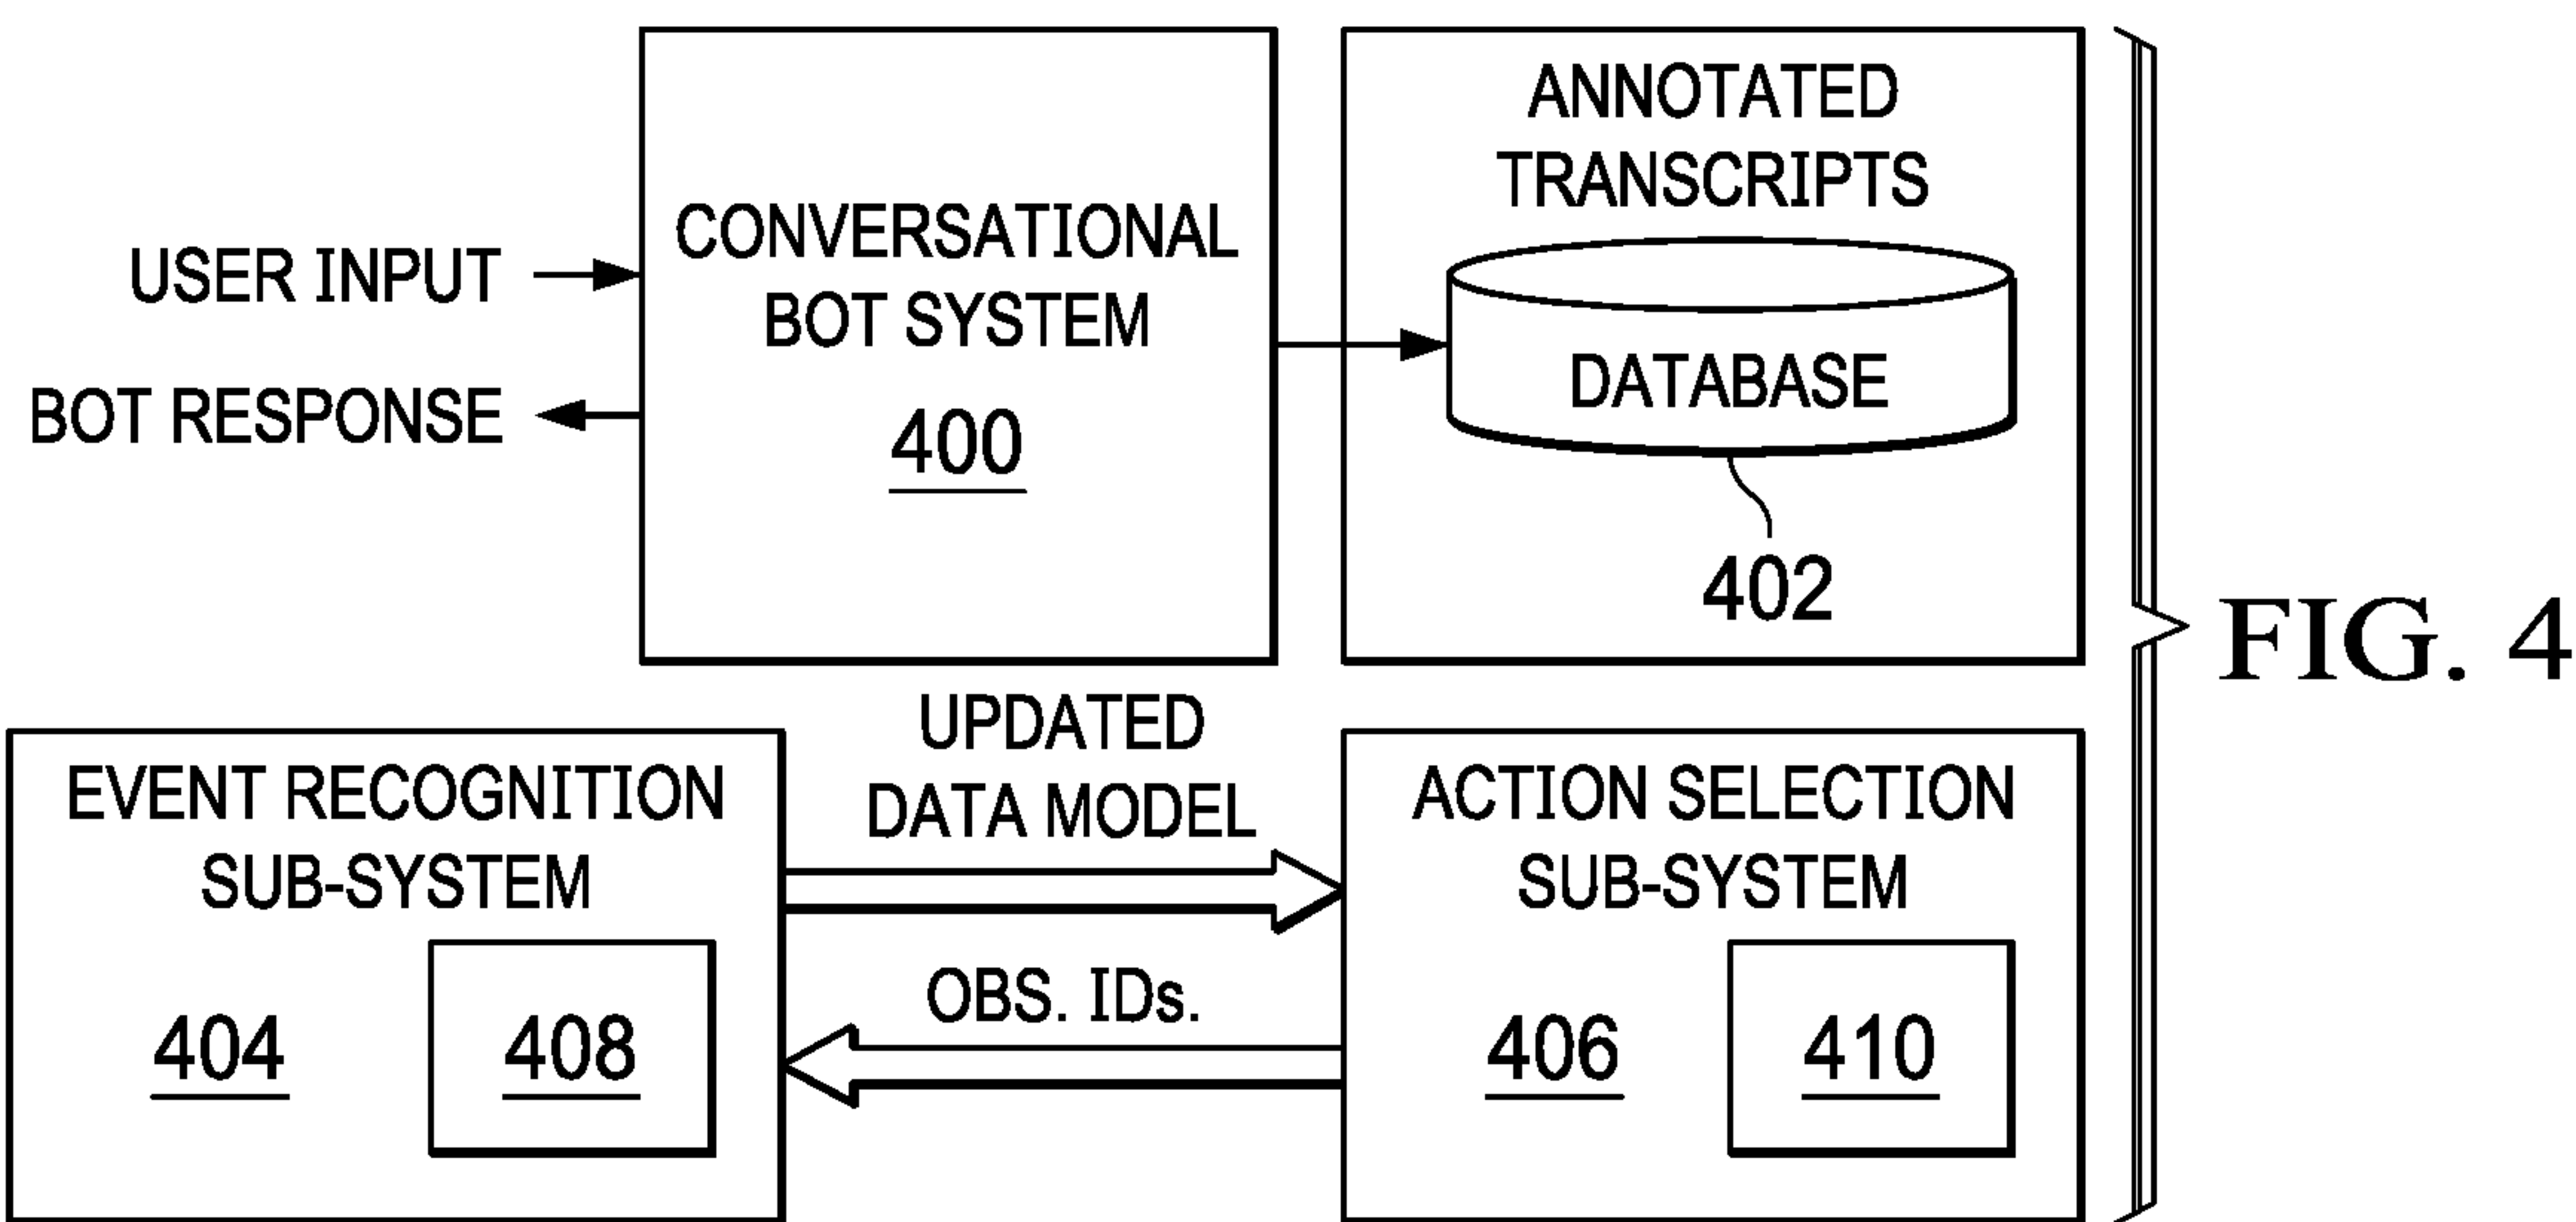 USER INPUT
BOT RESPONSE
CONVERSATIONAL
BOT SYSTEM
400
ANNOTATED
TRANSCRIPTS
DATABASE
402
FIG. 4
EVENT RECOGNITION
SUB-SYSTEM
404
408
UPDATED
DATA MODEL
OBS. IDs.
ACTION SELECTION
SUB-SYSTEM
406
410